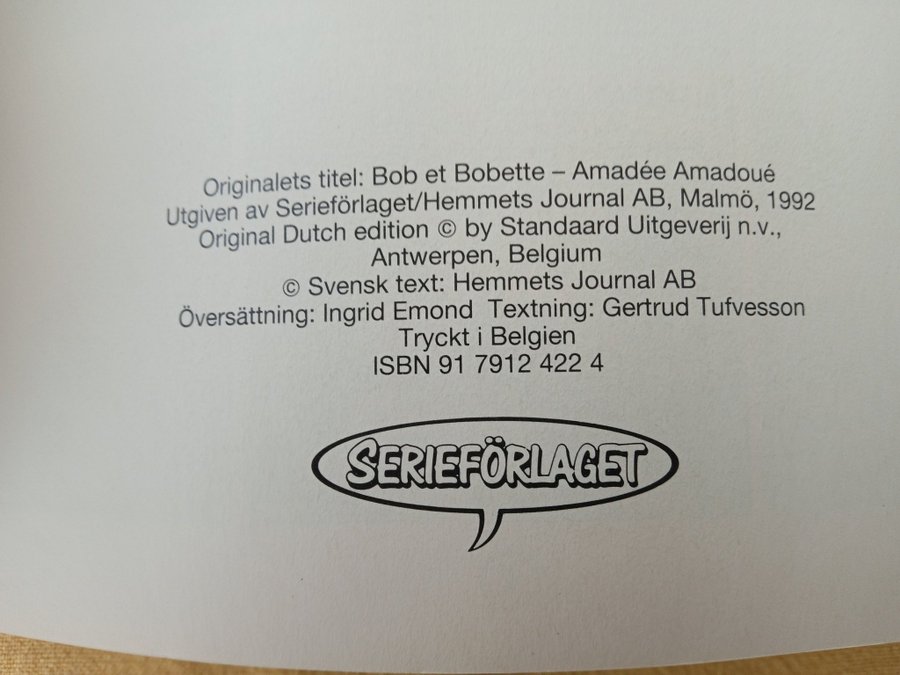 Originalets titel: Bob et Bobette – Amadée Amadoué
Utgiven av Serieförlaget/Hemmets Journal AB, Malmö, 1992
Original Dutch edition © by Standaard Uitgeverij n.v.,
Antwerpen, Belgium
© Svensk text: Hemmets Journal AB
Översättning: Ingrid Emond Textning: Gertrud Tufvesson
Tryckt i Belgien
ISBN 91 7912 422 4
SERIEFÖRLAGET